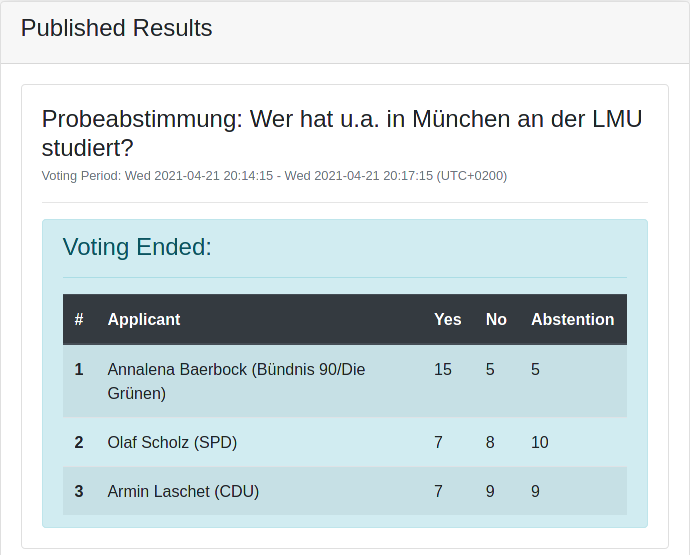 Published Results
Probeabstimmung: Wer hat u.a. in München an der LMU
studiert?
Voting Period: Wed 2021-04-21 20:14:15 - Wed 2021-04-21 20:17:15 (UTC+0200)
Voting Ended:
# Applicant Yes No Abstention
1 Annalena Baerbock (Bündnis 90/Die 15 5 5
Grünen)
2 Olaf Scholz (SPD) 7 8 10
3 Armin Laschet (CDU) 7 9 9